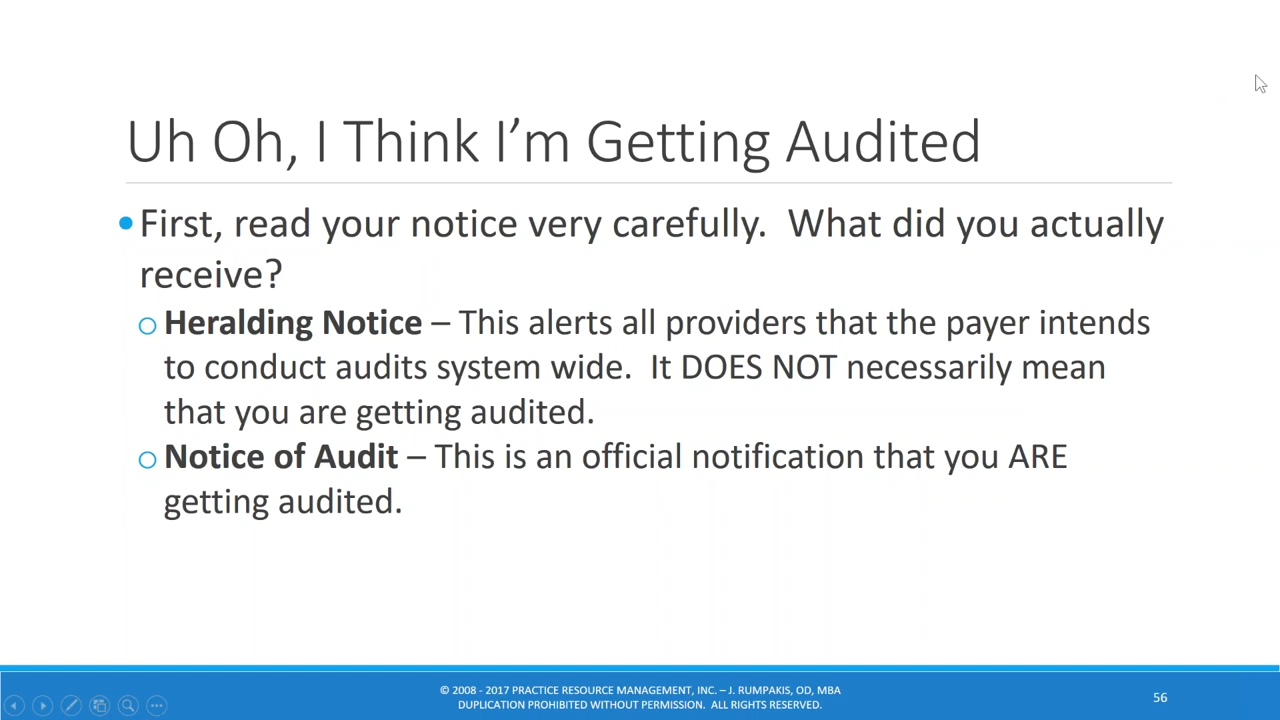 Uh Oh, I Think I’m Getting Audited
•First, read your notice very carefully.  What did you actually
receive?
o Heralding Notice – This alerts all providers that the payer intends
to conduct audits system wide.  It DOES NOT necessarily mean
that you are getting audited.
o Notice of Audit – This is an official notification that you ARE
getting audited.
© 2008 - 2017 PRACTICE RESOURCE MANAGEMENT, INC. – J. RUMPAKIS, OD, MBA
DUPLICATION PROHIBITED WITHOUT PERMISSION.  ALL RIGHTS RESERVED.
56